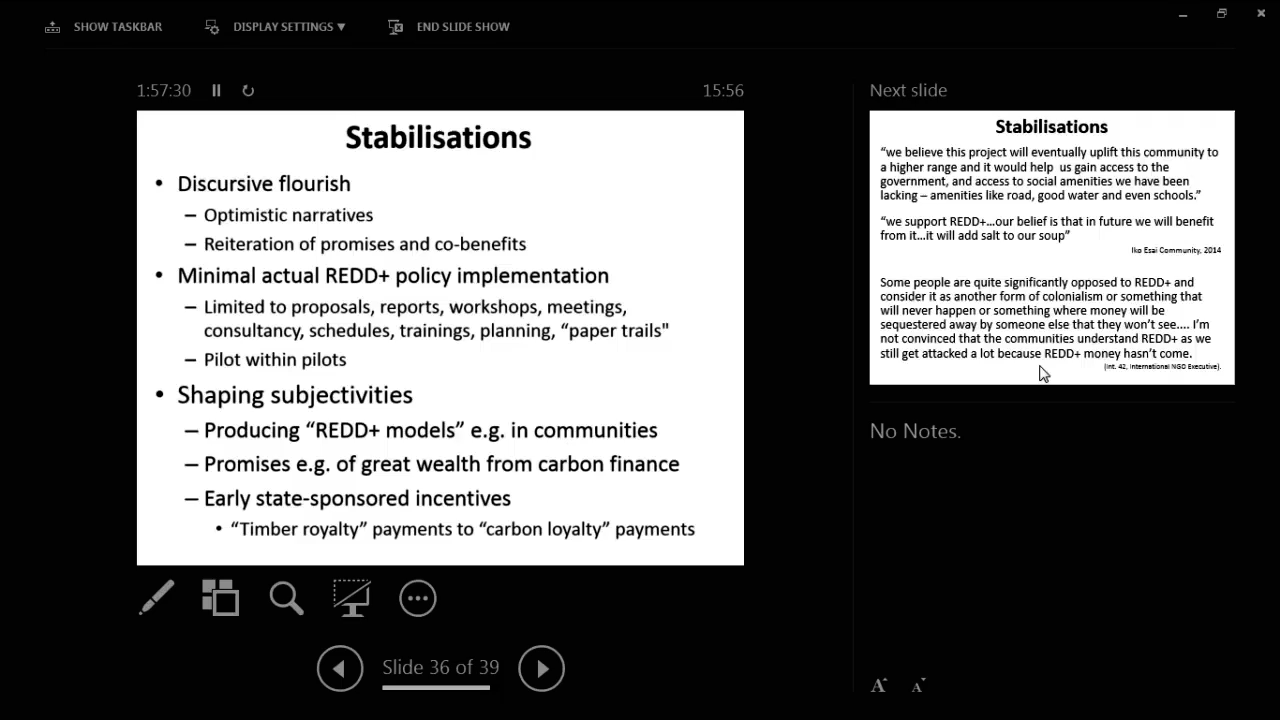 SHOW TASKBAR
DISPLAY SETTINGS ▼
END SLIDE SHOW
1:57:30
15:56
Stabilisations
• Discursive flourish
– Optimistic narratives
– Reiteration of promises and co-benefits
• Minimal actual REDD+ policy implementation
– Limited to proposals, reports, workshops, meetings,
consultancy, schedules, trainings, planning, “paper trails"
– Pilot within pilots
• Shaping subjectivities
– Producing “REDD+ models” e.g. in communities
– Promises e.g. of great wealth from carbon finance
– Early state-sponsored incentives
• “Timber royalty” payments to “carbon loyalty” payments
Slide 36 of 39
Next slide
Stabilisations
“we believe this project will eventually uplift this community to
a higher range and it would help us gain access to the
government, and access to social amenities we have been
lacking – amenities like road, good water and even schools.”
“we support REDD+…our belief is that in future we will benefit
from it…it will add salt to our soup”
Iko Esai Community, 2014
Some people are quite significantly opposed to REDD+ and
consider it as another form of colonialism or something that
will never happen or something where money will be
sequestered away by someone else that they won’t see.... I’m
not convinced that the communities understand REDD+ as we
still get attacked a lot because REDD+ money hasn’t come.
(Int. 42, International NGO Executive).
No Notes.
A A